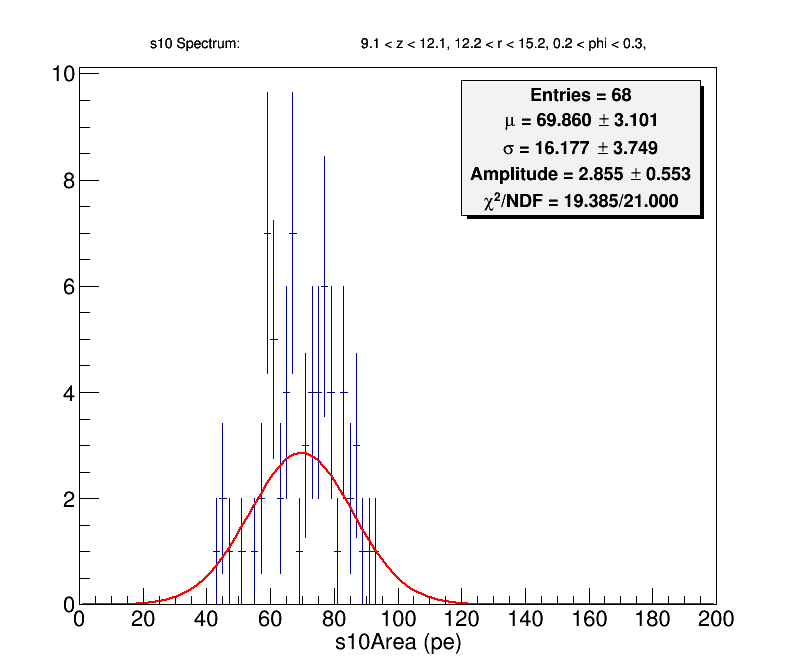 s10 Spectrum: 9.1 < z < 12.1, 12.2 < r < 15.2, 0.2 < phi < 0.3,
Entries = 68
μ = 69.860 ± 3.101
σ = 16.177 ± 3.749
Amplitude = 2.855 ± 0.553
χ²/NDF = 19.385/21.000
10
8
6
4
2
0
0 20 40 60 80 100 120 140 160 180 200
s10Area (pe)